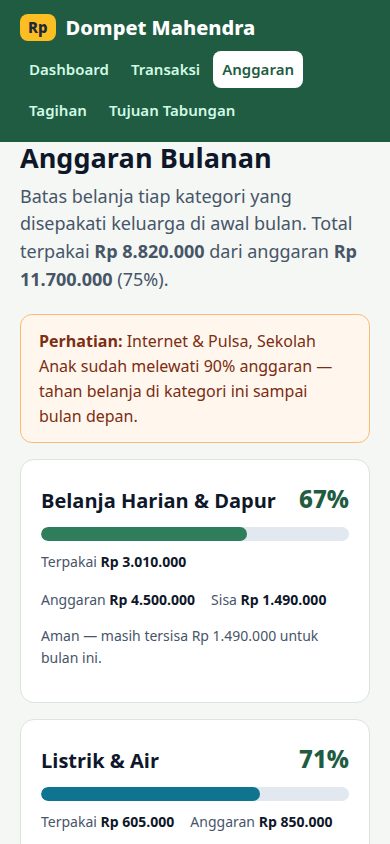 Rp Dompet Mahendra
Dashboard Transaksi Anggaran
Tagihan Tujuan Tabungan
Anggaran Bulanan
Batas belanja tiap kategori yang
disepakati keluarga di awal bulan. Total
terpakai Rp 8.820.000 dari anggaran Rp
11.700.000 (75%).
Perhatian: Internet & Pulsa, Sekolah
Anak sudah melewati 90% anggaran —
tahan belanja di kategori ini sampai
bulan depan.
Belanja Harian & Dapur 67%
Terpakai Rp 3.010.000
Anggaran Rp 4.500.000 Sisa Rp 1.490.000
Aman — masih tersisa Rp 1.490.000 untuk
bulan ini.
Listrik & Air 71%
Terpakai Rp 605.000 Anggaran Rp 850.000